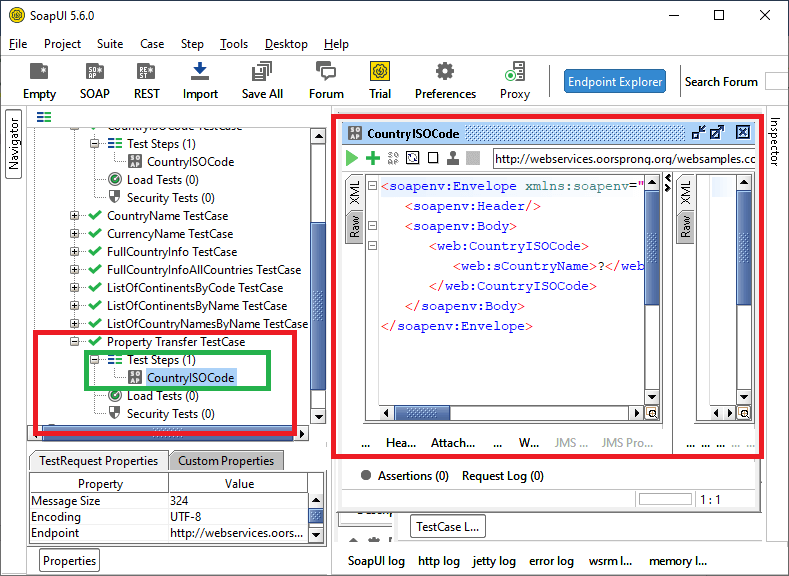 SoapUI 5.6.0
File Project Suite Case Step Tools Desktop Help
Empty SOAP REST Import Save All Forum Trial Preferences Proxy Endpoint Explorer Search Forum
Navigator
CountryISOCode TestCase
Test Steps (1)
CountryISOCode
Load Tests (0)
Security Tests (0)
CountryName TestCase
CurrencyName TestCase
FullCountryInfo TestCase
FullCountryInfoAllCountries TestCase
ListOfContinentsByCode TestCase
ListOfContinentsByName TestCase
ListOfCountryNamesByName TestCase
Property Transfer TestCase
Test Steps (1)
CountryISOCode
Load Tests (0)
Security Tests (0)
TestRequest Properties Custom Properties
Property Value
Message Size 324
Encoding UTF-8
Endpoint http://webservices.oors...
Properties
CountryISOCode
http://webservices.oorsprong.org/websamples.cc
XML
Raw
<soapenv:Envelope xmlns:soapenv="
<soapenv:Header/>
<soapenv:Body>
<web:CountryISOCode>
<web:sCountryName>?</web
</web:CountryISOCode>
</soapenv:Body>
</soapenv:Envelope>
XML
Raw
... Hea... Attach... ... W... JMS ... JMS Pro... ... ... ... ... ...
Assertions (0) Request Log (0)
1 : 1
TestCase L...
SoapUI log http log jetty log error log wsrm l... memory l...
Inspector